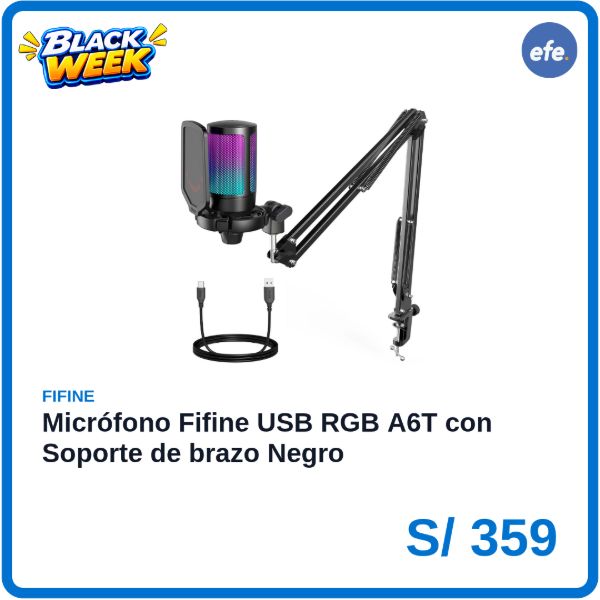 BLACK
WEEK
efe.
FIFINE
Micrófono Fifine USB RGB A6T con
Soporte de brazo Negro
S/ 359